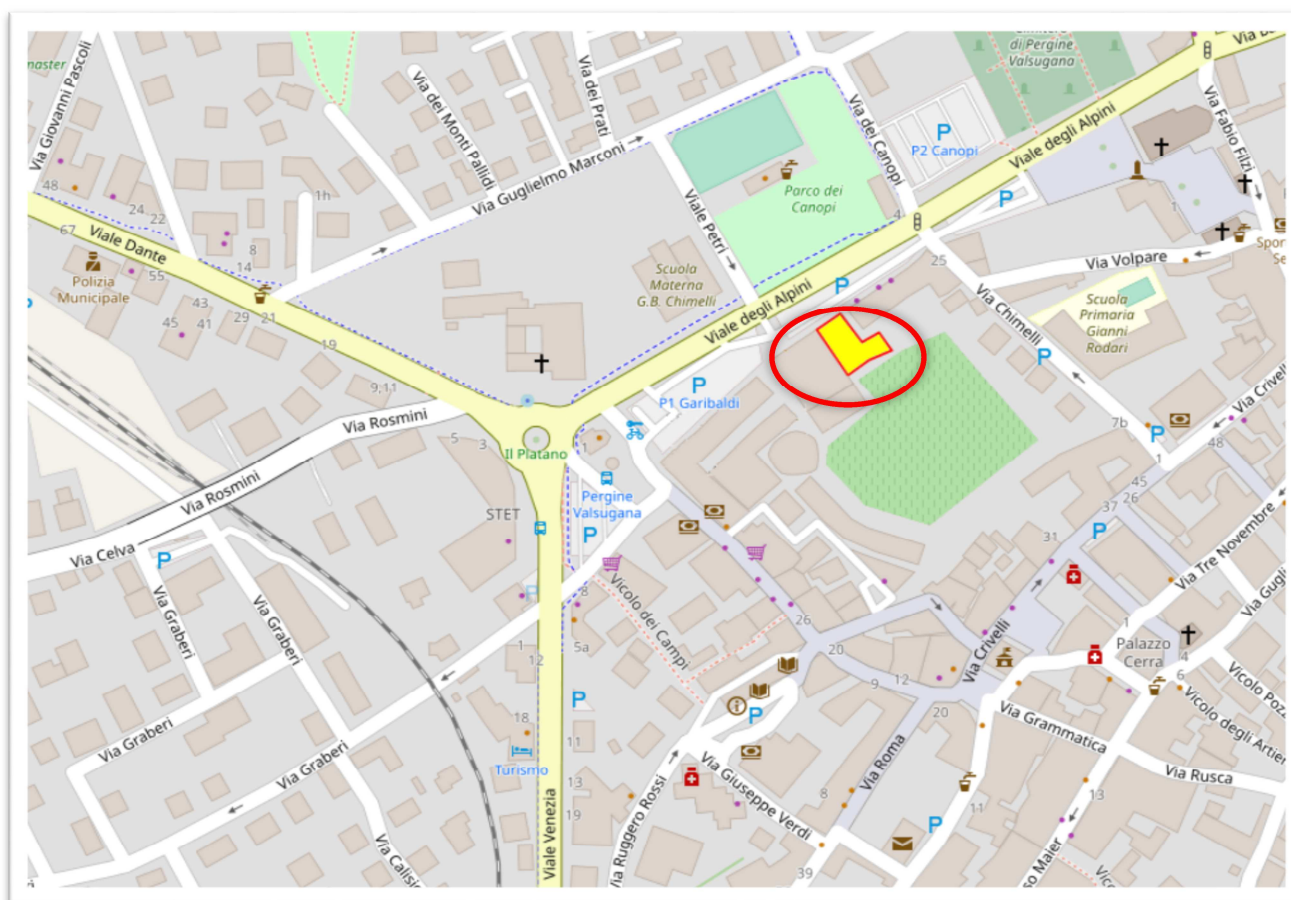 di Pergine
Valsugana
Via Giovanni Pascoli
Via dei Monti Pallidi
Via dei Prati
Via Guglielmo Marconi
Via dei Canopi
P
P2 Canopi
Viale degli Alpini
Via Fabio Filzi
48
24
22
1h
67
Viale Dante
8
14
Polizia
Municipale
55
43
45
41
29
21
19
Parco dei
Canopi
Viale Petri
4
P
1
Scuola
Materna
G.B. Chimelli
Viale degli Alpini
P
25
Via Volpare
Via Chimelli
Scuola
Primaria
Gianni
Rodari
P
9,11
P
P1 Garibaldi
Via Rosmini
5
3
Il Platano
1
7b
P
1
45
48
Via Rosmini
STET
Pergine
Valsugana
P
37
26
P
31
Via Celva
P
Via Graberi
Via Graberi
P
8
Vicolo dei Campi
26
Via Tre Novembre
1
12
5a
20
Via Crivelli
1
Palazzo
Cerra
4
6
9
12
P
18
Via Graberi
Via Graberi
P
20
Via Grammatica
Vicolo degli Artie
Turismo
11
13
19
Viale Venezia
Via Ruggero Rossi
Via Giuseppe Verdi
8
Via Roma
11
P
39
13
Via Rusca